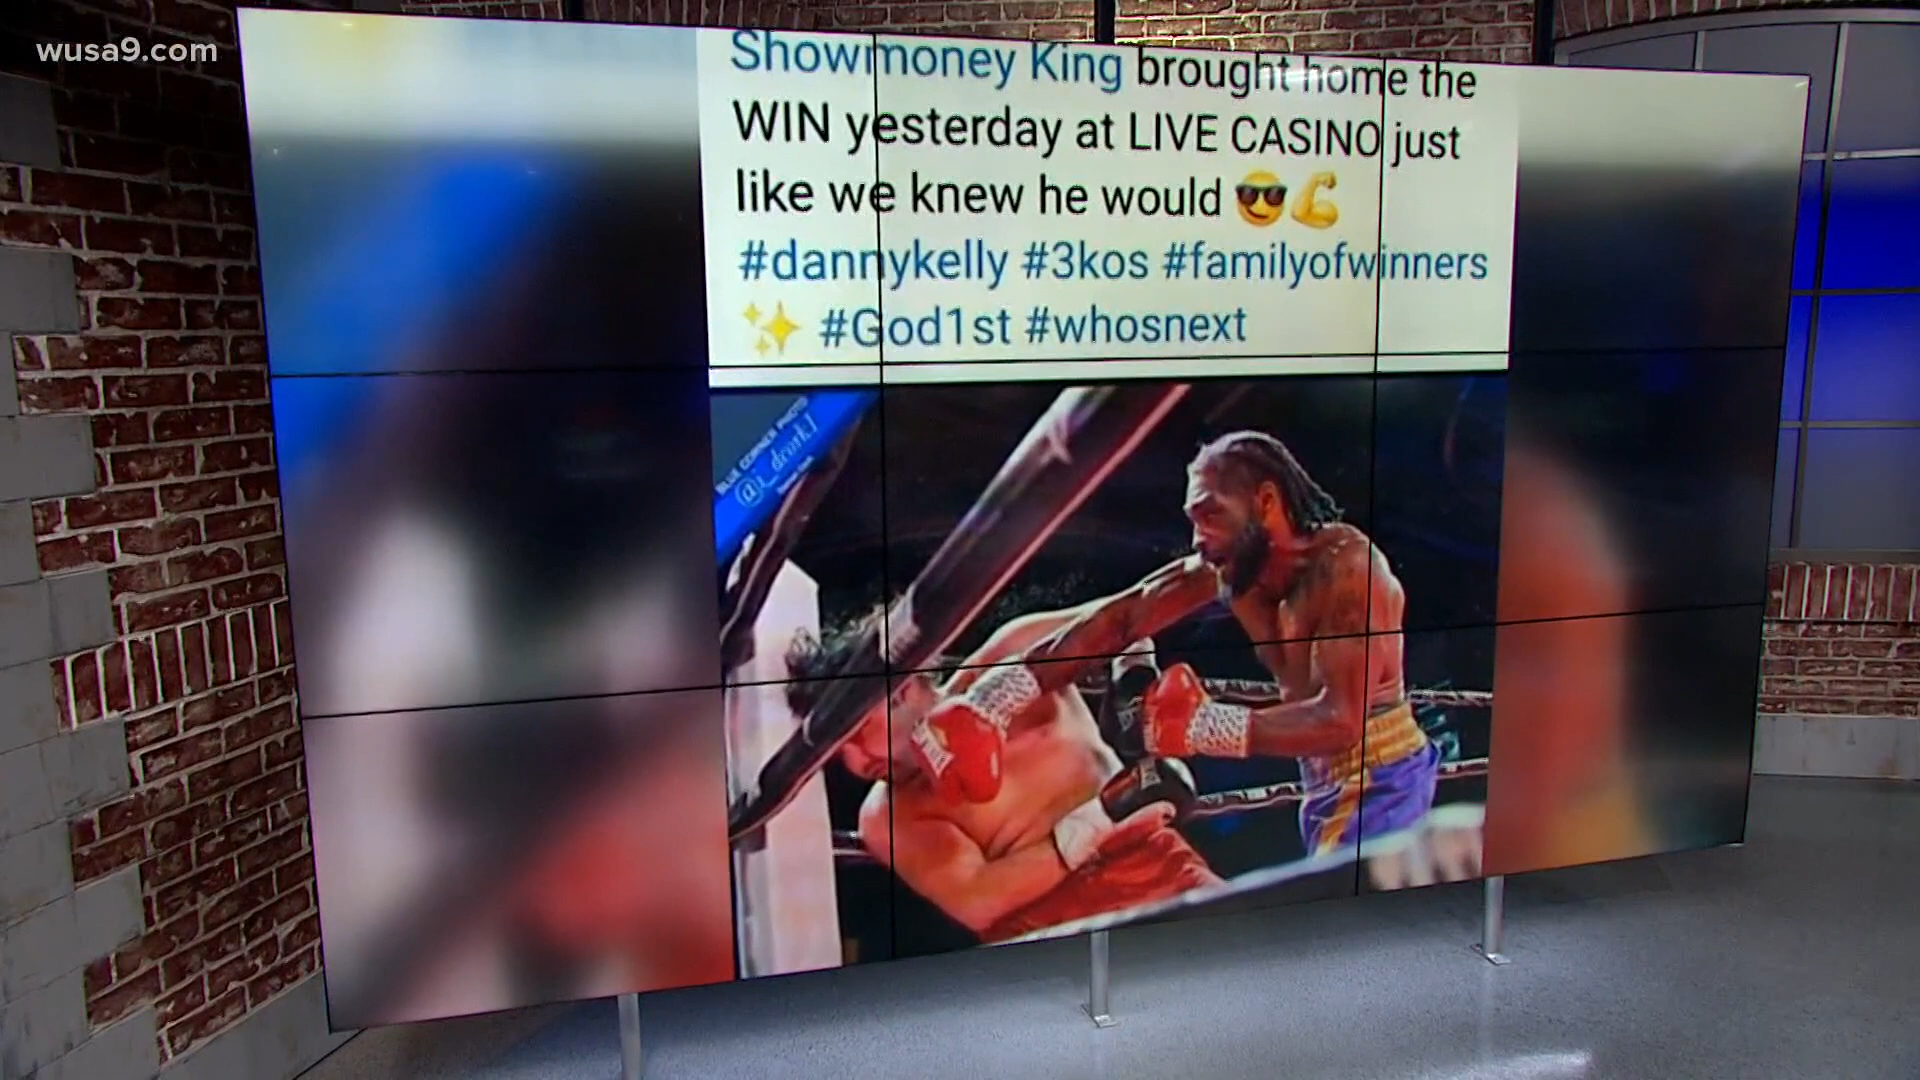 wusa9.com
Showmoney King brought home the
WIN yesterday at LIVE CASINO just
like we knew he would 😎💪
#dannykelly #3kos #familyofwinners
✨ #God1st #whosnext
BLUE CORNER PHOTO